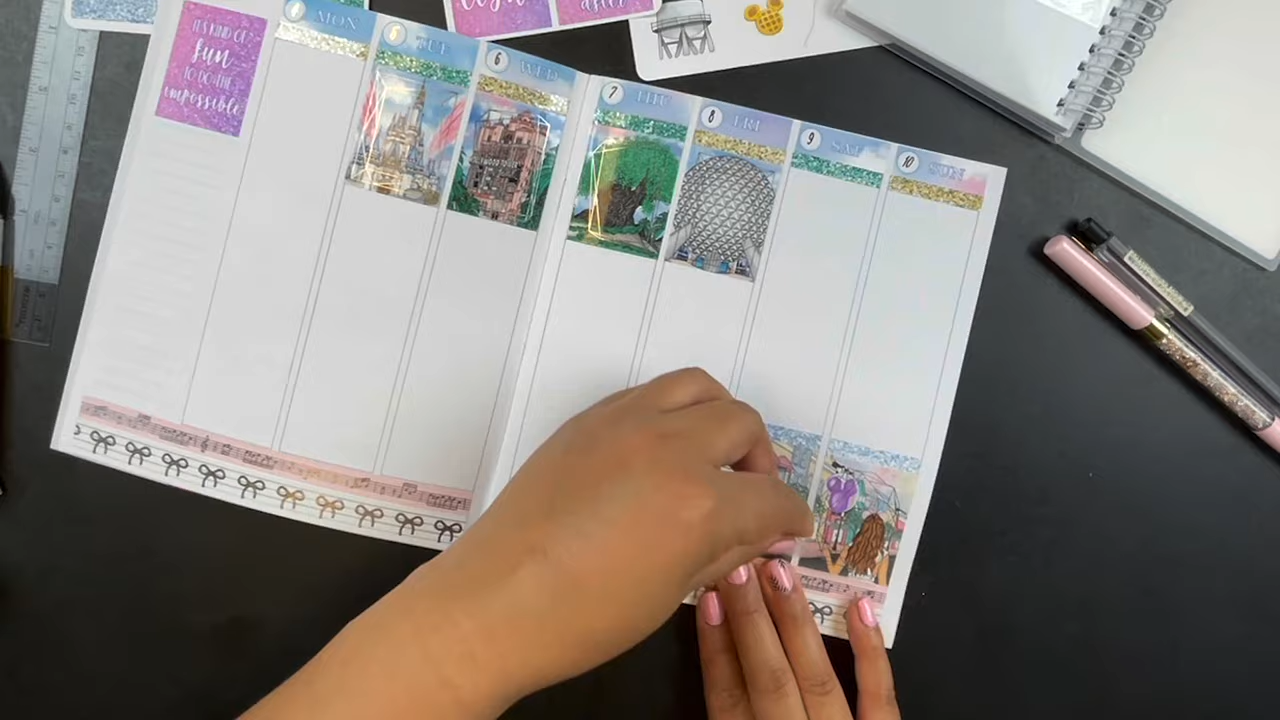 IT'S KIND OF
fun
TO DO THE
impossible
MON
5 TUE
6 WED
7 THU
8 FRI
9 SAT
10 SUN